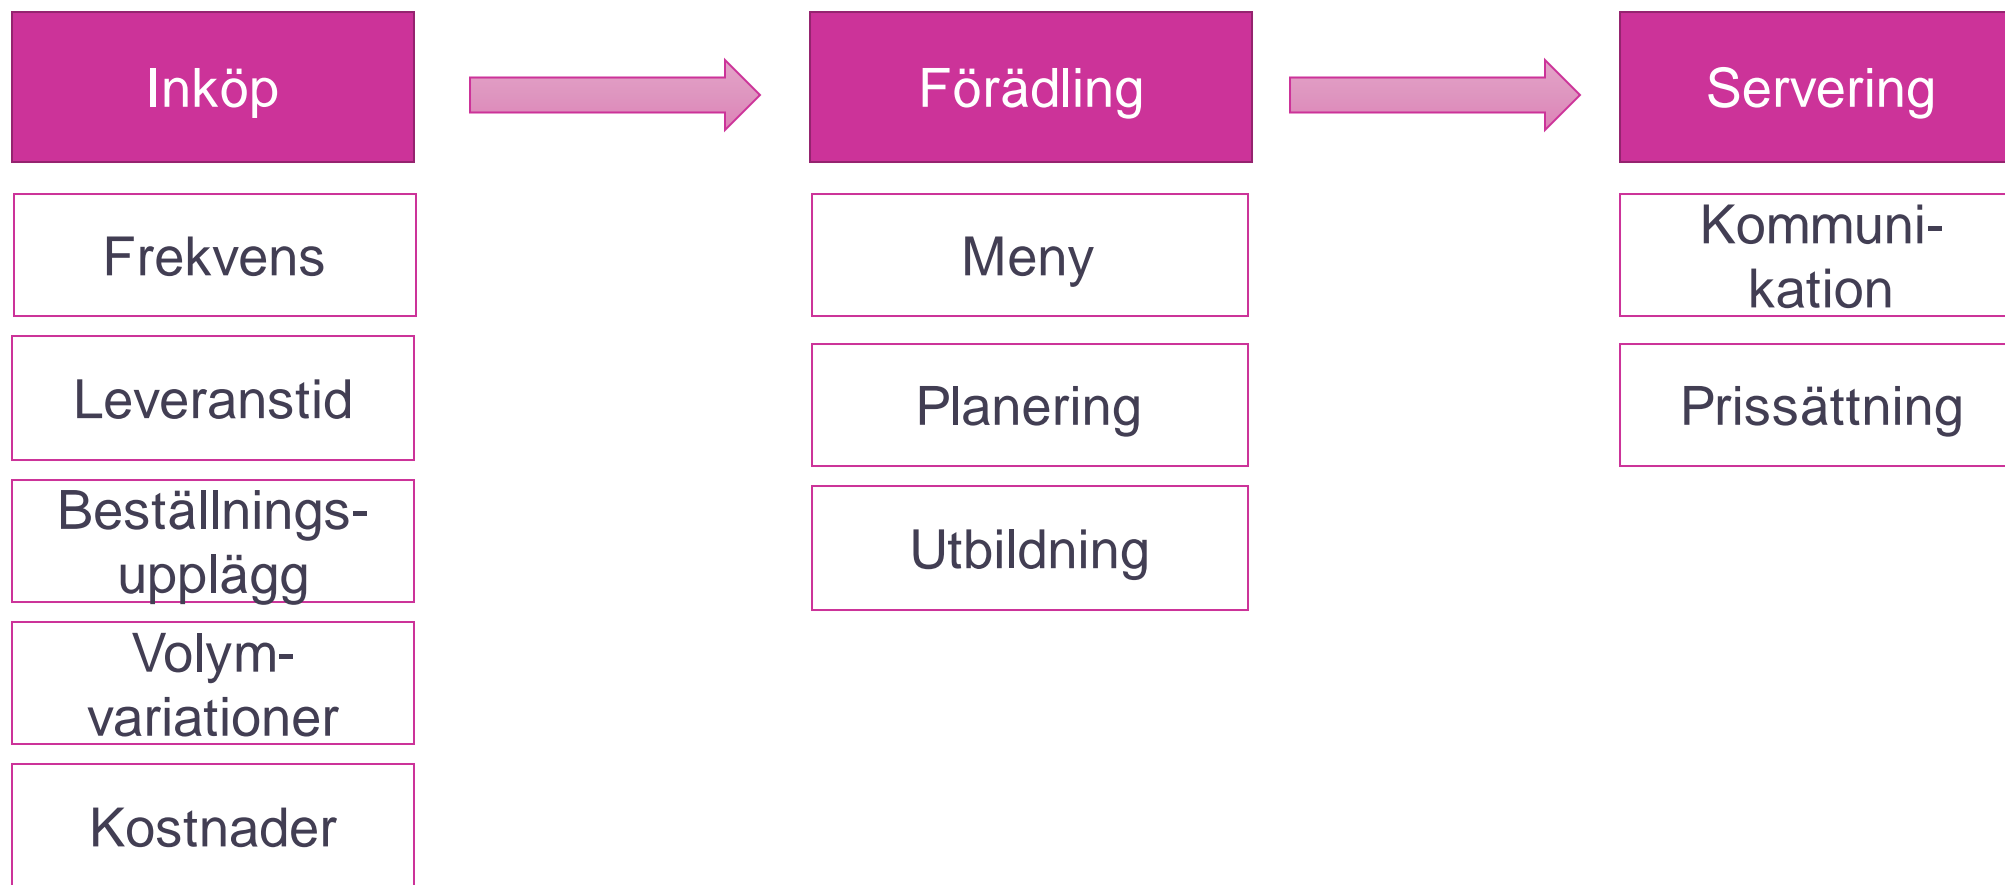 Inköp
Förädling
Servering
Frekvens
Leveranstid
Beställnings-
upplägg
Volym-
variationer
Kostnader
Meny
Planering
Utbildning
Kommuni-
kation
Prissättning